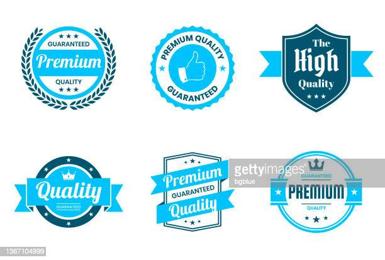 GUARANTEED
Premium
QUALITY
PREMIUM QUALITY
GUARANTEED
The
High
Quality
gettyimages
bgblue
Quality
GUARANTEED
Premium
GUARANTEED
Quality
GUARANTEED
PREMIUM
QUALITY
1367104999